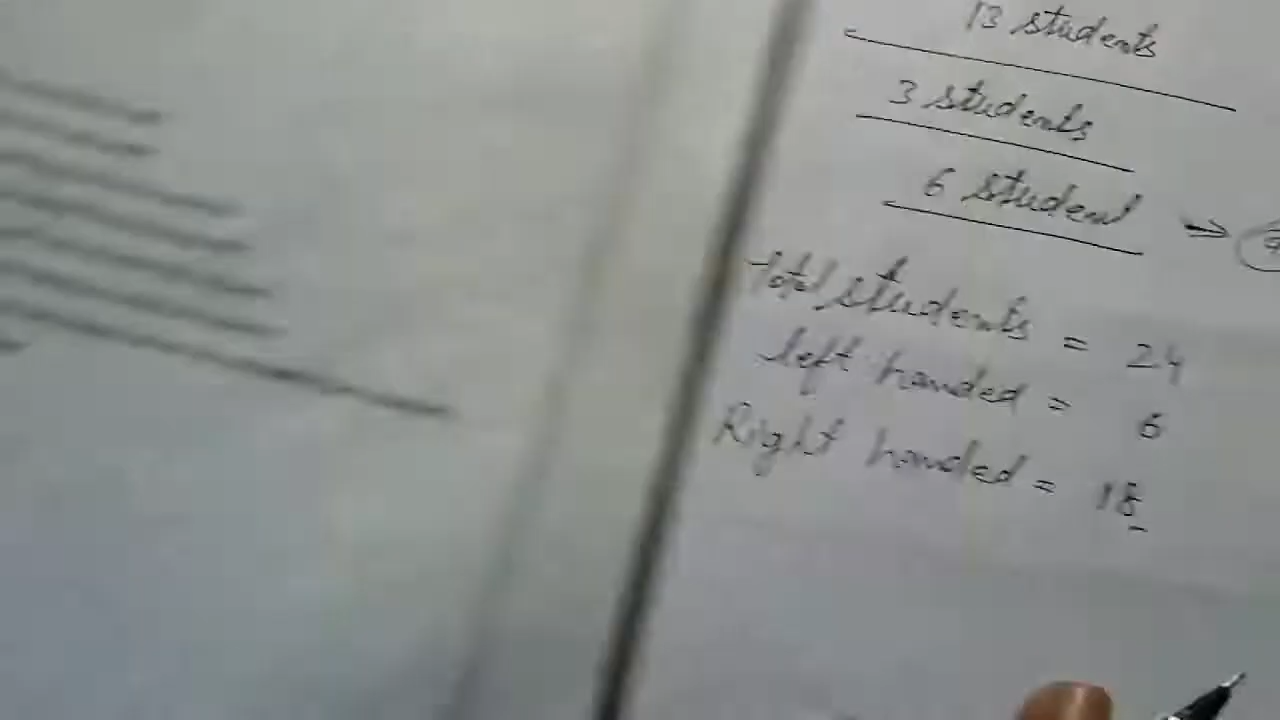 13 students
3 students
6 student →
Total students = 24
left handed = 6
Right handed = 18